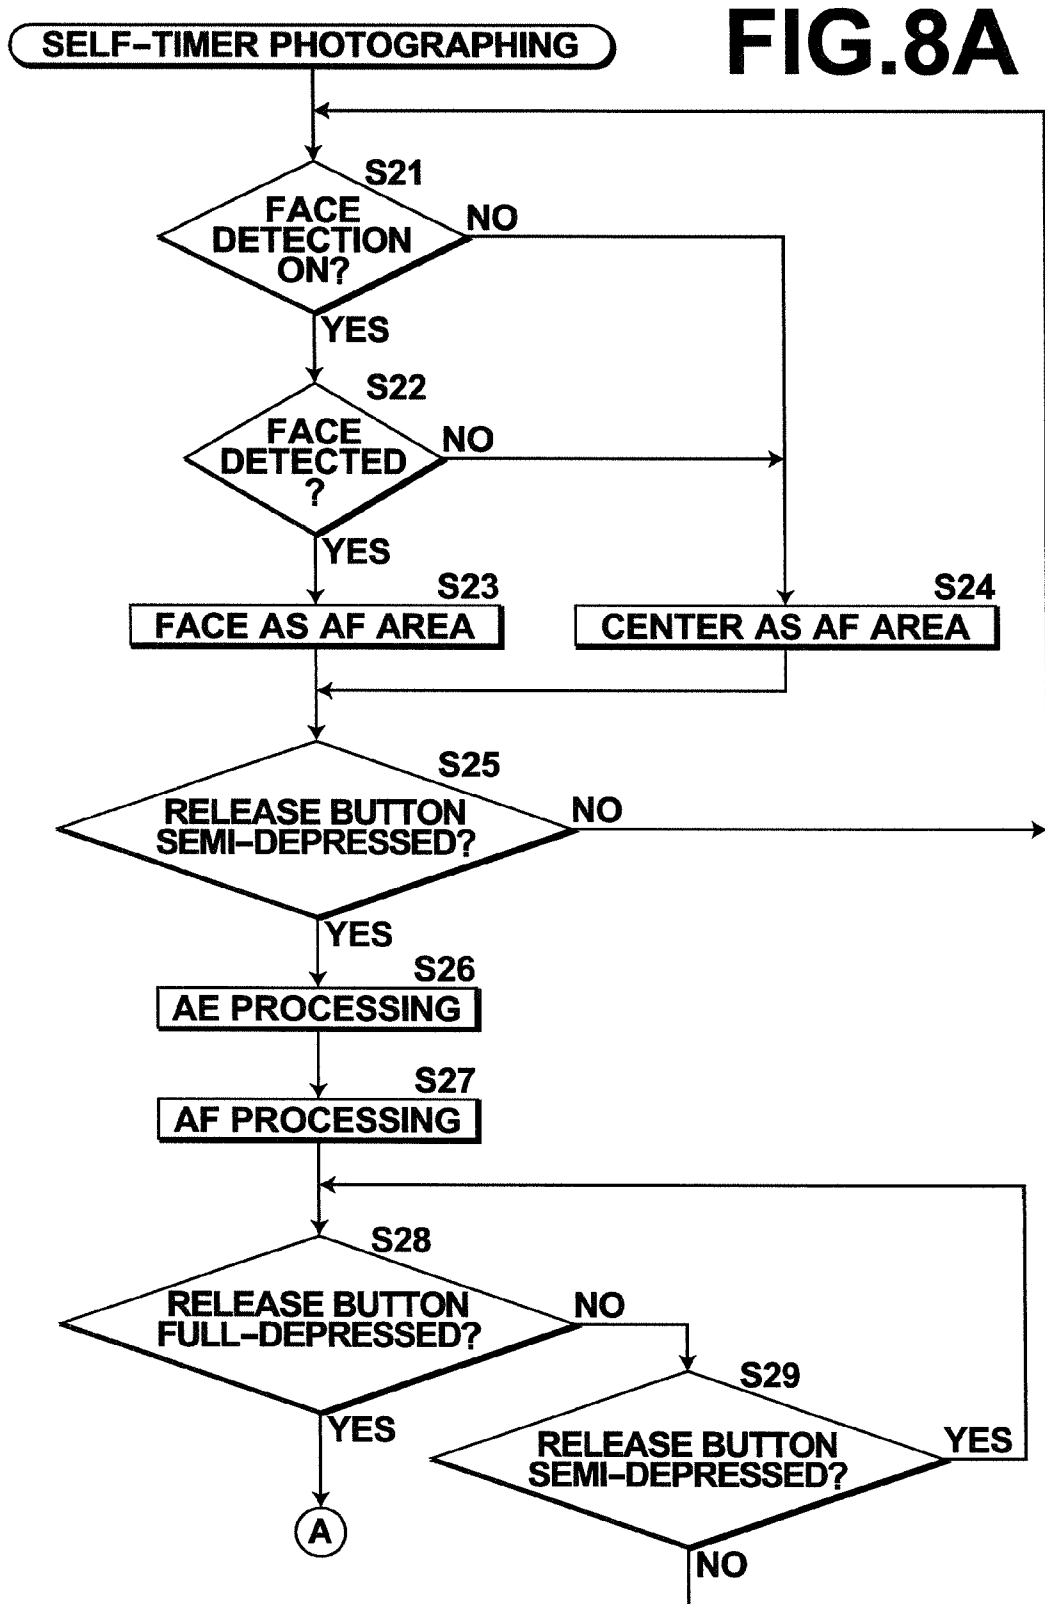 FIG.8A
SELF-TIMER PHOTOGRAPHING
S21
FACE
DETECTION
ON?
NO
YES
S22
FACE
DETECTED
?
NO
YES
S23
FACE AS AF AREA
S24
CENTER AS AF AREA
S25
RELEASE BUTTON
SEMI-DEPRESSED?
NO
YES
S26
AE PROCESSING
S27
AF PROCESSING
S28
RELEASE BUTTON
FULL-DEPRESSED?
NO
YES
S29
RELEASE BUTTON
SEMI-DEPRESSED?
YES
NO
A